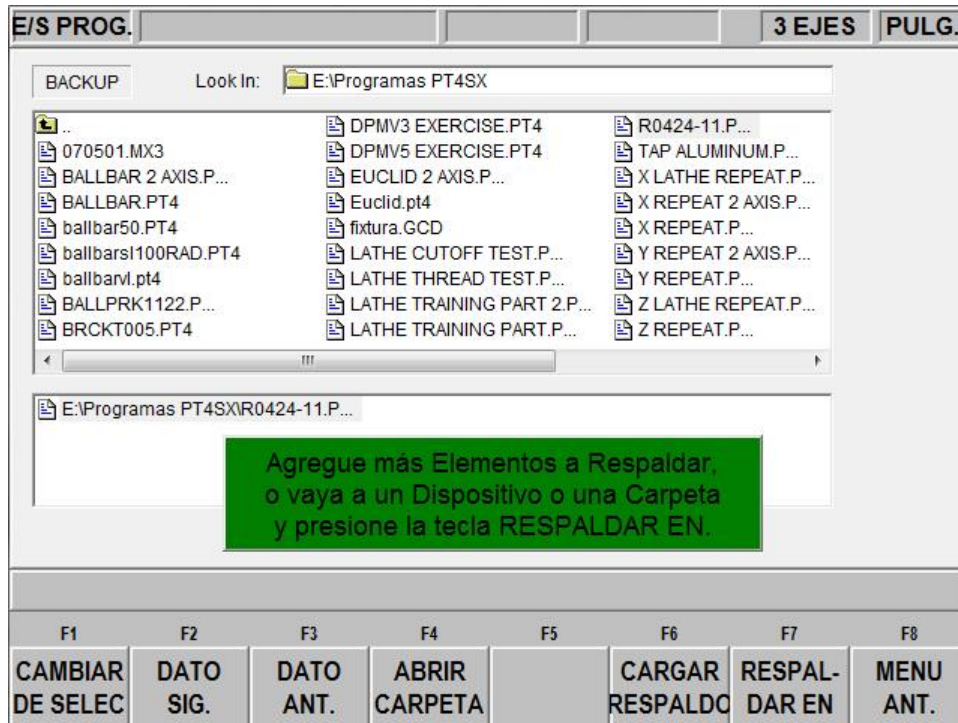 E/S PROG. 3 EJES PULG.
BACKUP Look In: E:\Programas PT4SX
..
070501.MX3
BALLBAR 2 AXIS.P...
BALLBAR.PT4
ballbar50.PT4
ballbarsl100RAD.PT4
ballbarvl.pt4
BALLPRK1122.P...
BRCKT005.PT4
DPMV3 EXERCISE.PT4
DPMV5 EXERCISE.PT4
EUCLID 2 AXIS.P...
Euclid.pt4
fixtura.GCD
LATHE CUTOFF TEST.P...
LATHE THREAD TEST.P...
LATHE TRAINING PART 2.P...
LATHE TRAINING PART.P...
R0424-11.P...
TAP ALUMINUM.P...
X LATHE REPEAT.P...
X REPEAT 2 AXIS.P...
X REPEAT.P...
Y REPEAT 2 AXIS.P...
Y REPEAT.P...
Z LATHE REPEAT.P...
Z REPEAT.P...
E:\Programas PT4SX\R0424-11.P...
Agregue más Elementos a Respaldar,
o vaya a un Dispositivo o una Carpeta
y presione la tecla RESPALDAR EN.
F1 F2 F3 F4 F5 F6 F7 F8
CAMBIAR DATO DATO ABRIR CARGAR RESPAL- MENU
DE SELEC SIG. ANT. CARPETA RESPALDO DAR EN ANT.